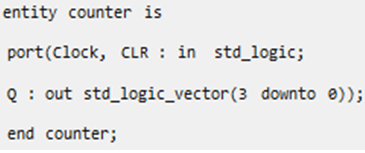 entity counter is
port(Clock, CLR : in std_logic;
Q : out std_logic_vector(3 downto 0));
end counter;